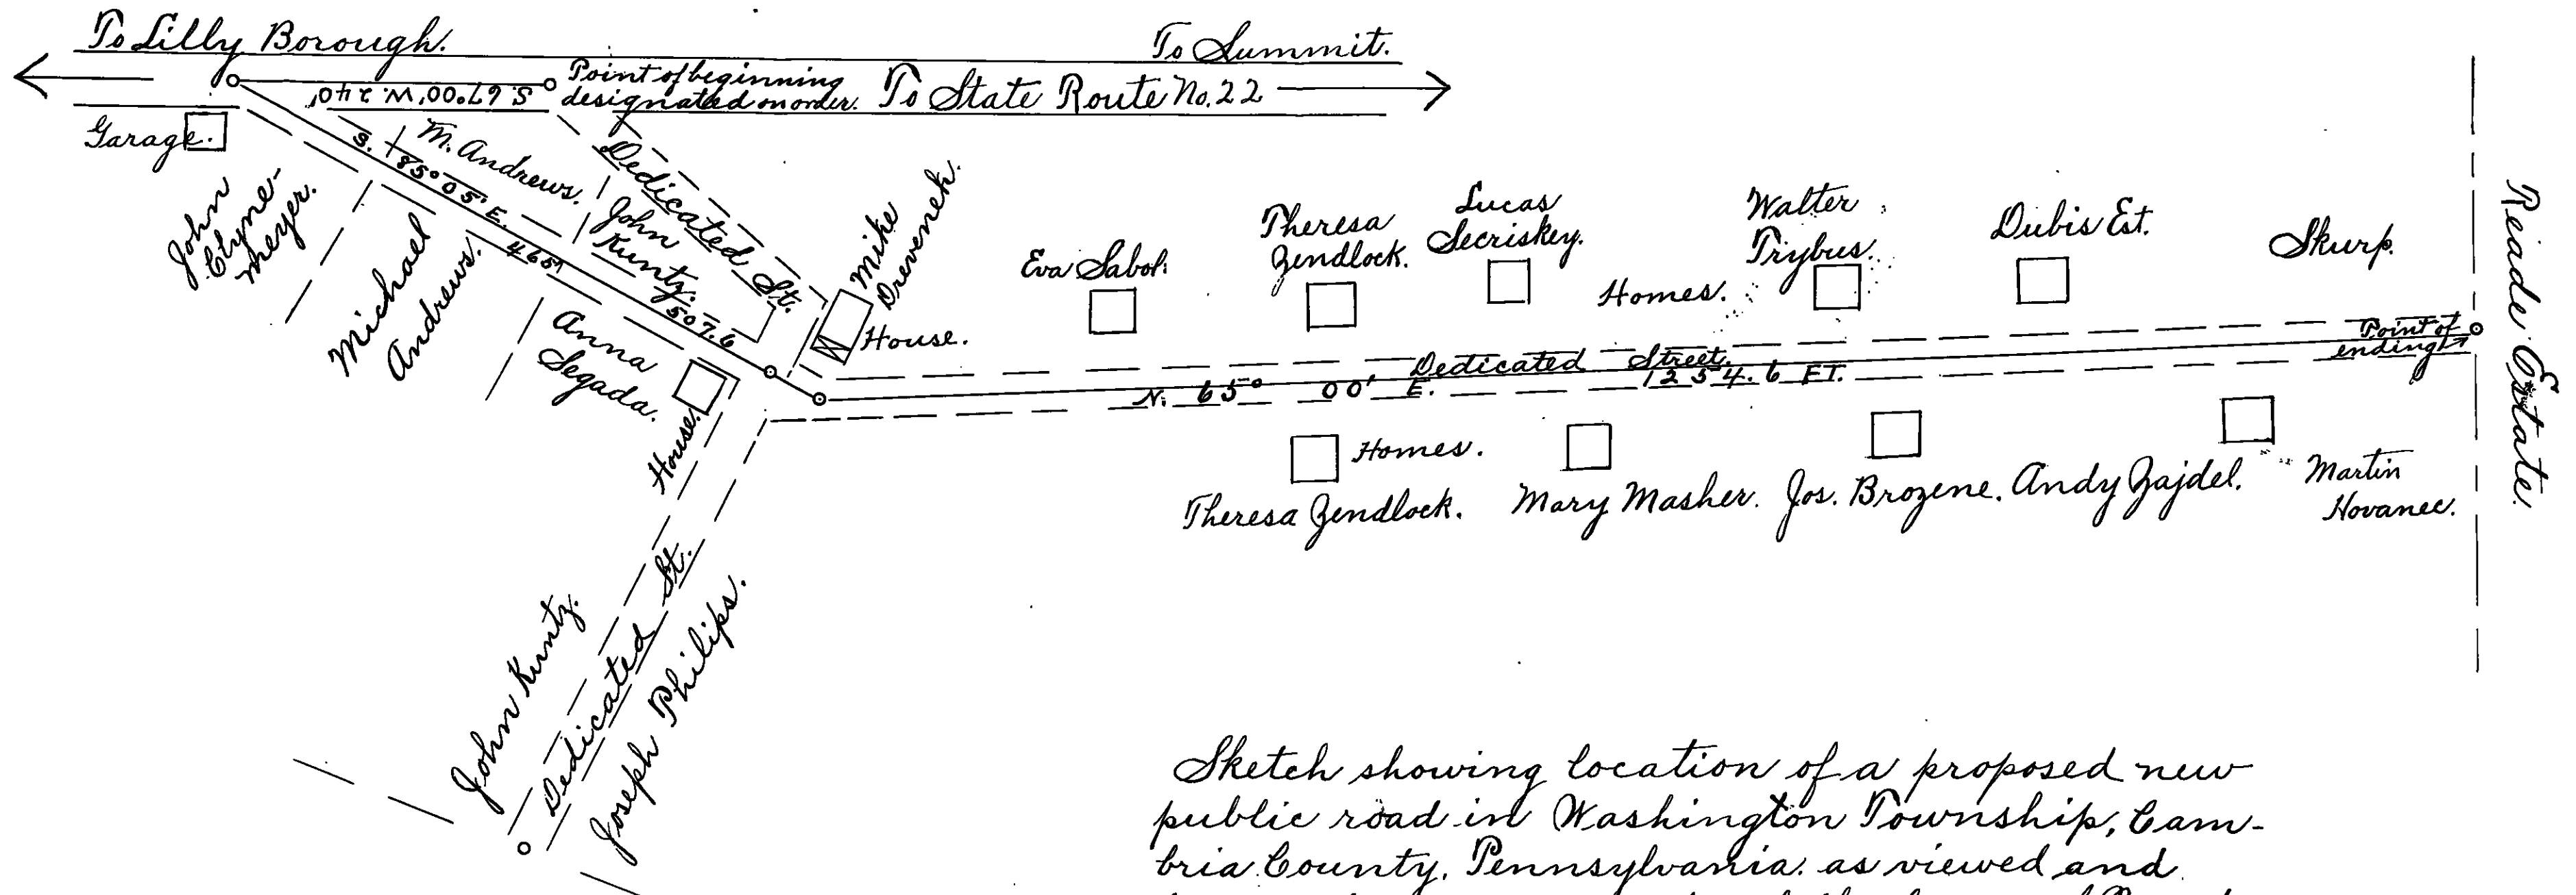 To Lilly Borough.
To Summit.
Point of beginning
designated on order.
To State Route No. 22
S. 67°00' W. 240'
Garage.
M. Andrews.
S. 85°05' E.
465'
507.6
Dedicated St.
John
Clyne-
meyer.
Michael
Andrews.
John
Kuntz.
Anna
Segada.
House.
Mike
Drevenek.
House.
Eva Sabol.
Theresa
Zendlock.
Lucas
Secriskey.
Homes.
Walter
Trybus.
Dubis Est.
Skurp.
Reade Estate.
Point of
ending
Dedicated Street.
N. 65° 00' E. 1254.6 FT.
Homes.
Theresa Zendlock.
Mary Masher.
Jos. Brozene.
Andy Zajdel.
Martin
Hovanec.
John Kuntz.
Dedicated St.
Joseph Philips.
Sketch showing location of a proposed new
public road in Washington Township, Cam-
bria County, Pennsylvania. as viewed and